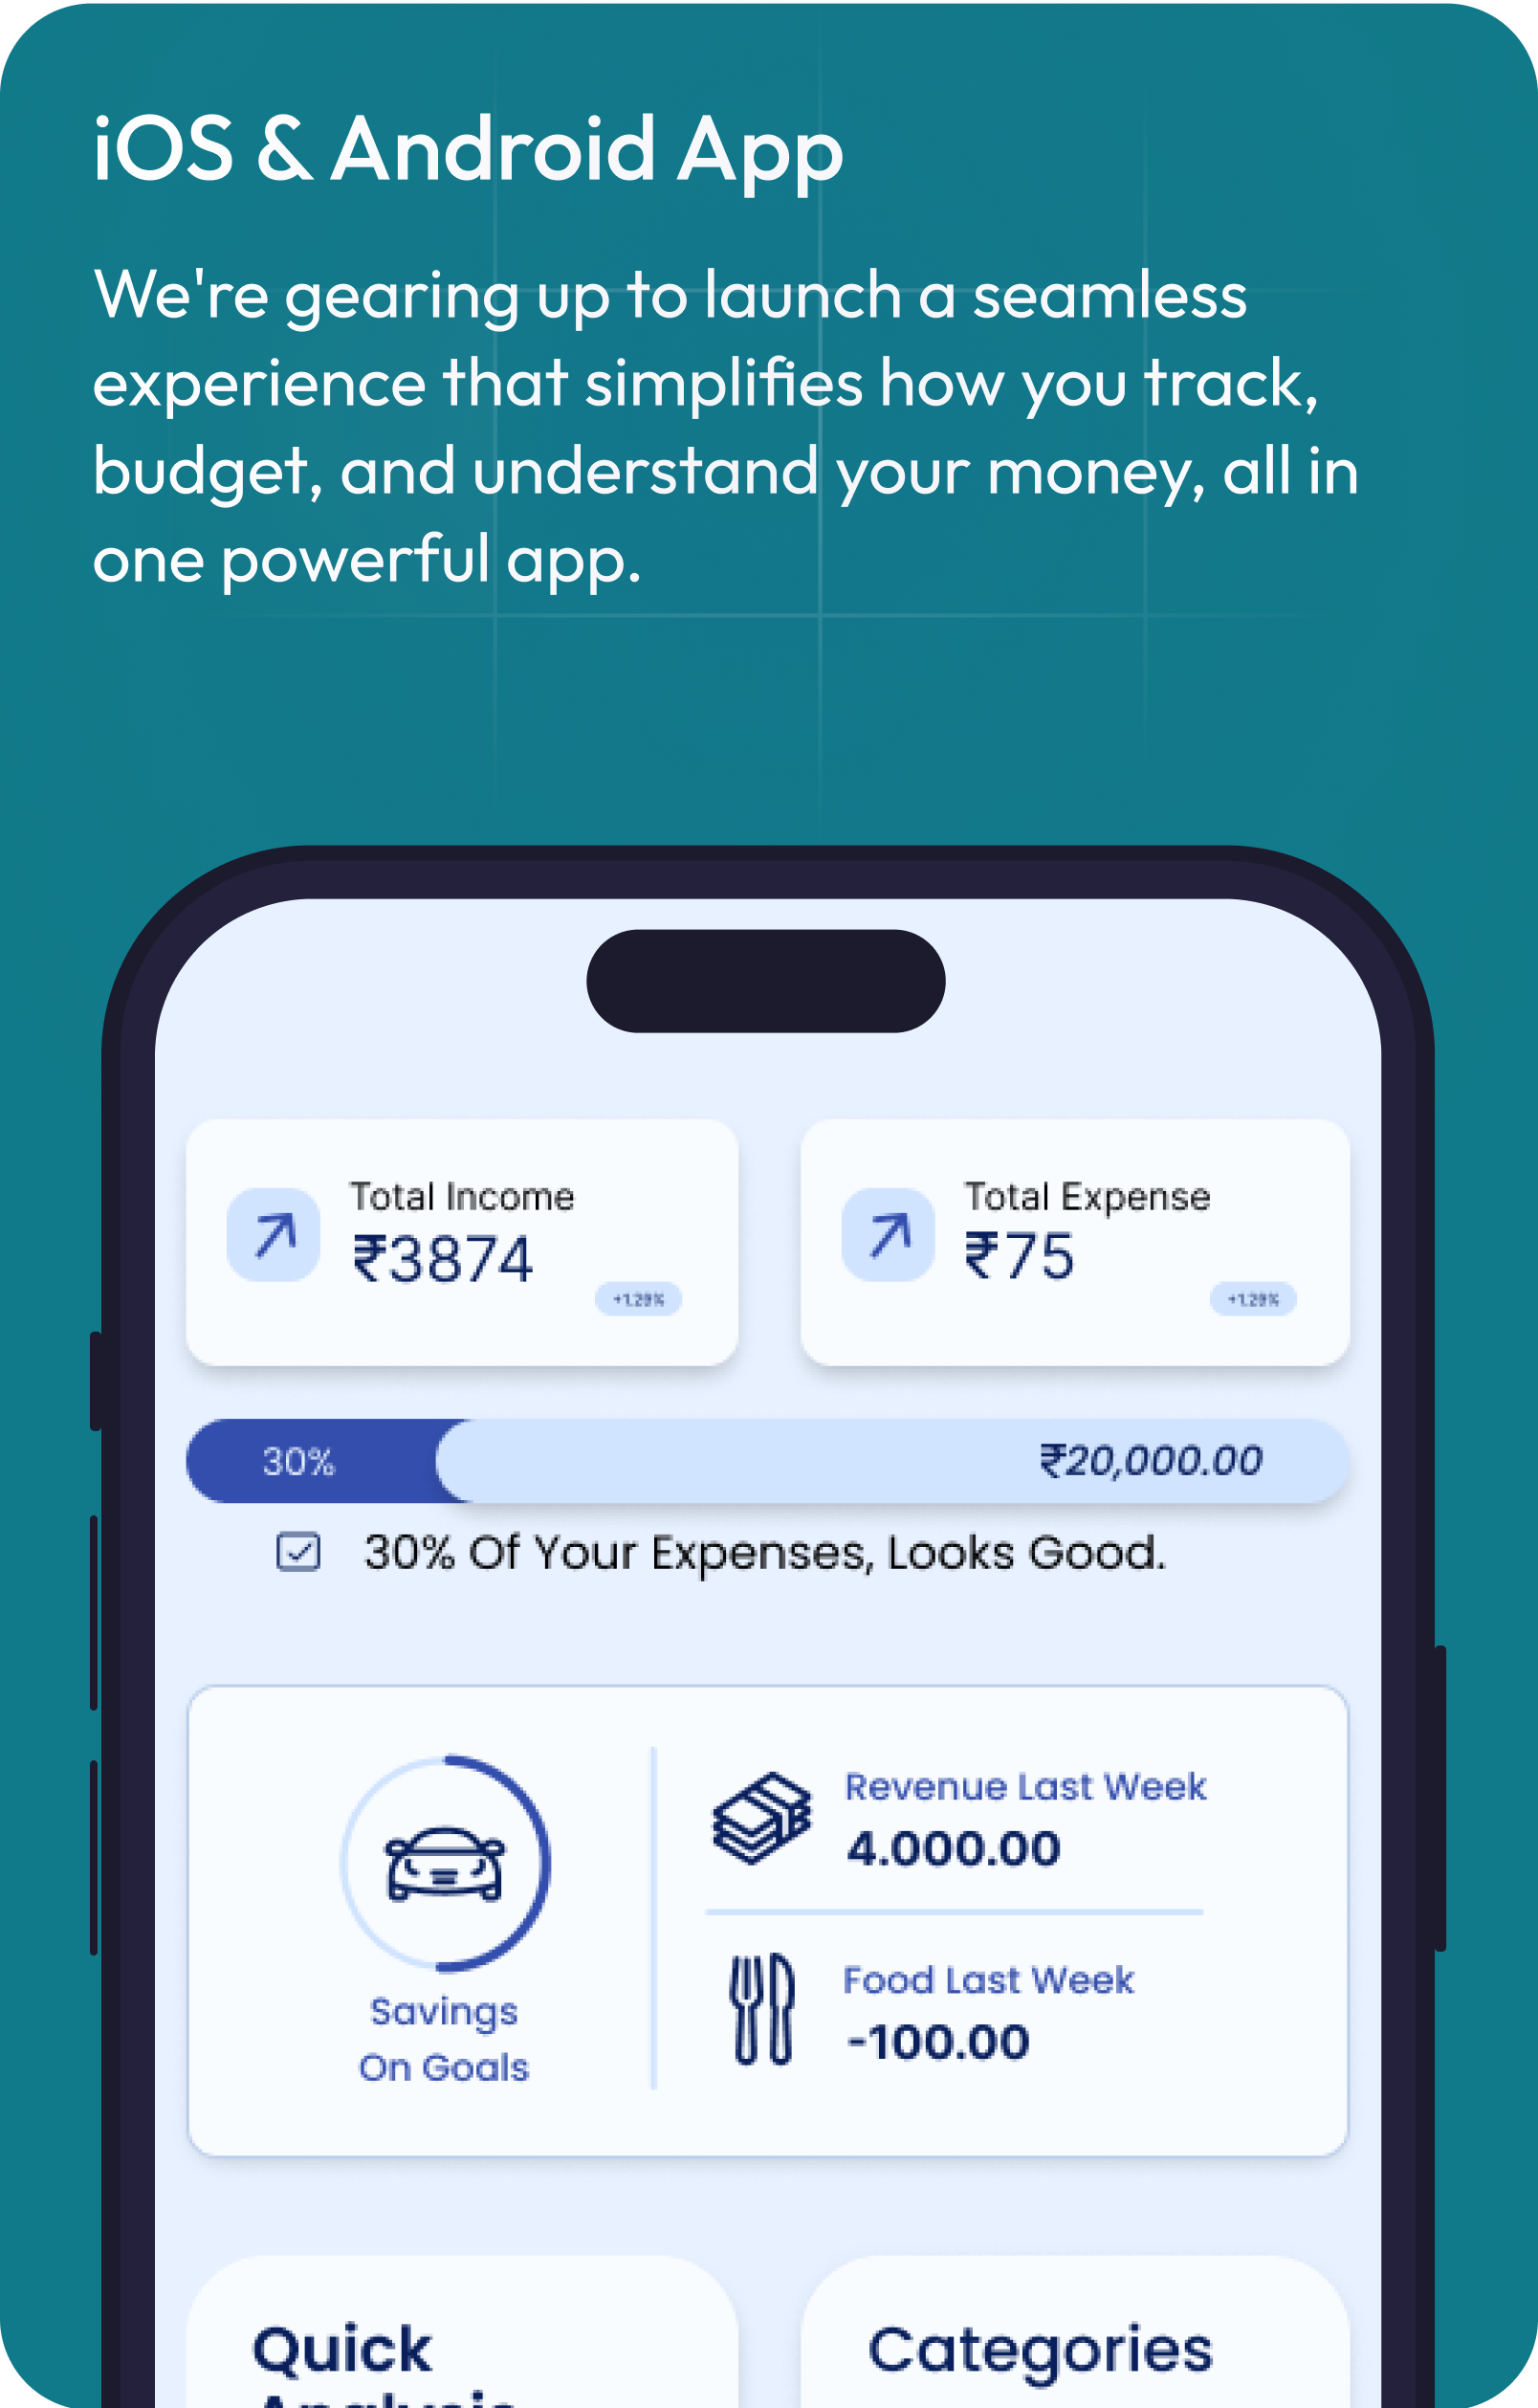 iOS & Android App
We're gearing up to launch a seamless
experience that simplifies how you track,
budget, and understand your money, all in
one powerful app.
Total Income
₹3874
+1.29%
Total Expense
₹75
+1.29%
30%
₹20,000.00
30% Of Your Expenses, Looks Good.
Savings
On Goals
Revenue Last Week
4.000.00
Food Last Week
-100.00
Quick
Analysis
Categories